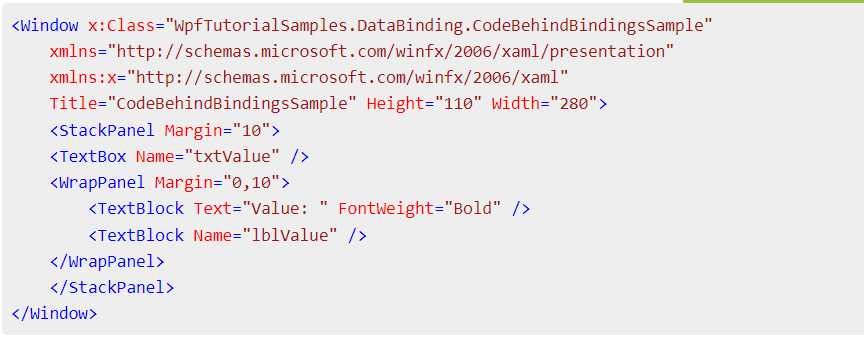 <Window x:Class="WpfTutorialSamples.DataBinding.CodeBehindBindingsSample"
    xmlns="http://schemas.microsoft.com/winfx/2006/xaml/presentation"
    xmlns:x="http://schemas.microsoft.com/winfx/2006/xaml"
    Title="CodeBehindBindingsSample" Height="110" Width="280">
    <StackPanel Margin="10">
    <TextBox Name="txtValue" />
    <WrapPanel Margin="0,10">
        <TextBlock Text="Value: " FontWeight="Bold" />
        <TextBlock Name="lblValue" />
    </WrapPanel>
    </StackPanel>
</Window>